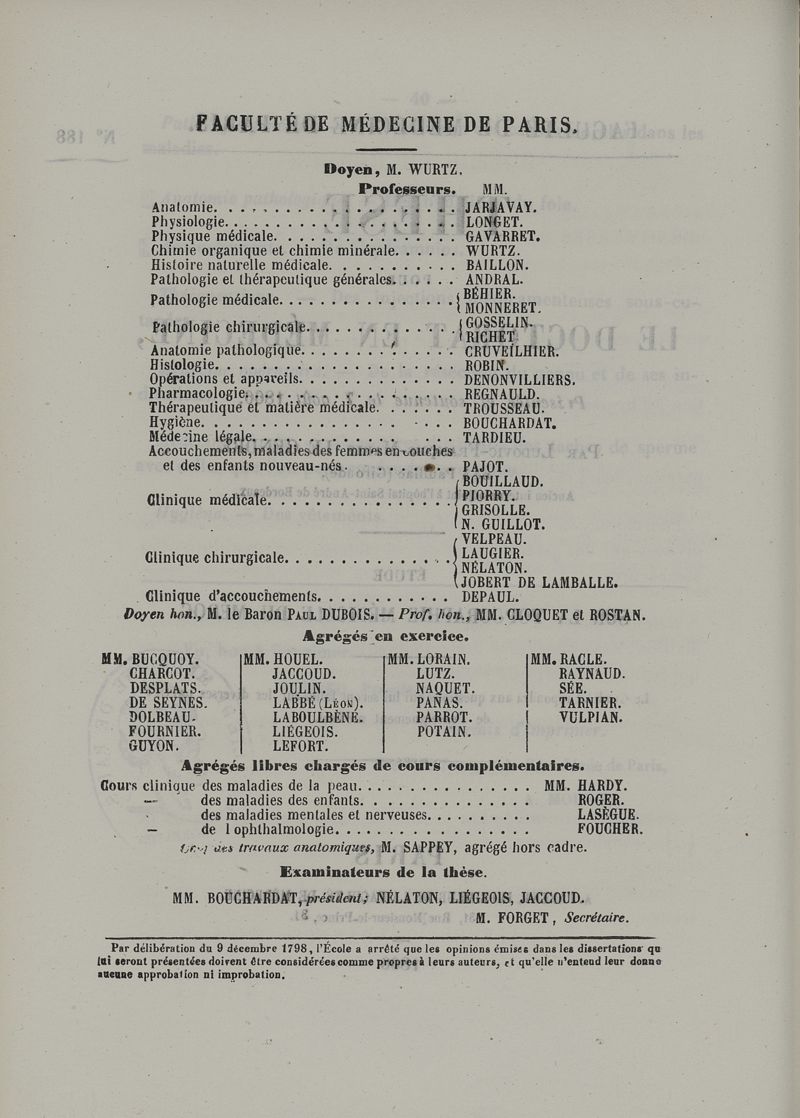 FACULTÉ DE MÉDECINE DE PARIS.
Doyen, M. WURTZ.
Professeurs. MM.
Anatomie. . . . . . . . . . . . . . . . . . . JARJAVAY.
Physiologie. . . . . . . . . . . . . . . . . . LONGET.
Physique médicale. . . . . . . . . . . . . . . GAVARRET.
Chimie organique et chimie minérale. . . . . . WURTZ.
Histoire naturelle médicale. . . . . . . . . . BAILLON.
Pathologie et thérapeutique générales. . . . . ANDRAL.
Pathologie médicale. . . . . . . . . . . . . . { BÉHIER.
MONNERET.
Pathologie chirurgicale. . . . . . . . . . . . { GOSSELIN.
RICHET
Anatomie pathologique. . . . . . . . . . . . . CRUVEILHIER.
Histologie. . . . . . . . . . . . . . . . . . ROBIN.
Opérations et appareils. . . . . . . . . . . . DENONVILLIERS.
Pharmacologie. . . . . . . . . . . . . . . . . REGNAULD.
Thérapeutique et matière médicale. . . . . . . TROUSSEAU.
Hygiène. . . . . . . . . . . . . . . . . . . . BOUCHARDAT.
Médecine légale. . . . . . . . . . . . . . . . TARDIEU.
Accouchements, maladies des femmes en couches
et des enfants nouveau-nés. . . . . . . . PAJOT.
Clinique médicale. . . . . . . . . . . . . . . { BOUILLAUD.
PIORRY.
GRISOLLE.
N. GUILLOT.
Clinique chirurgicale. . . . . . . . . . . . . { VELPEAU.
LAUGIER.
NÉLATON.
JOBERT DE LAMBALLE.
Clinique d'accouchements. . . . . . . . . . . DEPAUL.
Doyen hon., M. le Baron PAUL DUBOIS. — Prof. hon., MM. CLOQUET et ROSTAN.
Agrégés en exercice.
MM. BUCQUOY.
CHARCOT.
DESPLATS.
DE SEYNES.
DOLBEAU.
FOURNIER.
GUYON.
MM. HOUEL.
JACCOUD.
JOULIN.
LABBÉ (LÉON).
LABOULBÈNE.
LIÉGEOIS.
LEFORT.
MM. LORAIN.
LUTZ.
NAQUET.
PANAS.
PARROT.
POTAIN.
MM. RACLE.
RAYNAUD.
SÉE.
TARNIER.
VULPIAN.
Agrégés libres chargés de cours complémentaires.
Cours clinique des maladies de la peau. . . . . . . . . . . . . . . MM. HARDY.
— des maladies des enfants. . . . . . . . . . . . . . . ROGER.
des maladies mentales et nerveuses. . . . . . . . . . LASÈGUE.
— de l ophthalmologie. . . . . . . . . . . . . . . . . FOUCHER.
des travaux anatomiques, M. SAPPEY, agrégé hors cadre.
Examinateurs de la thèse.
MM. BOUCHARDAT, président; NÉLATON, LIÉGEOIS, JACCOUD.
M. FORGET, Secrétaire.
Par délibération du 9 décembre 1798, l'École a arrêté que les opinions émises dans les dissertations qu
lui seront présentées doivent être considérées comme propres à leurs auteurs, et qu'elle n'entend leur donne
aucune approbation ni improbation.